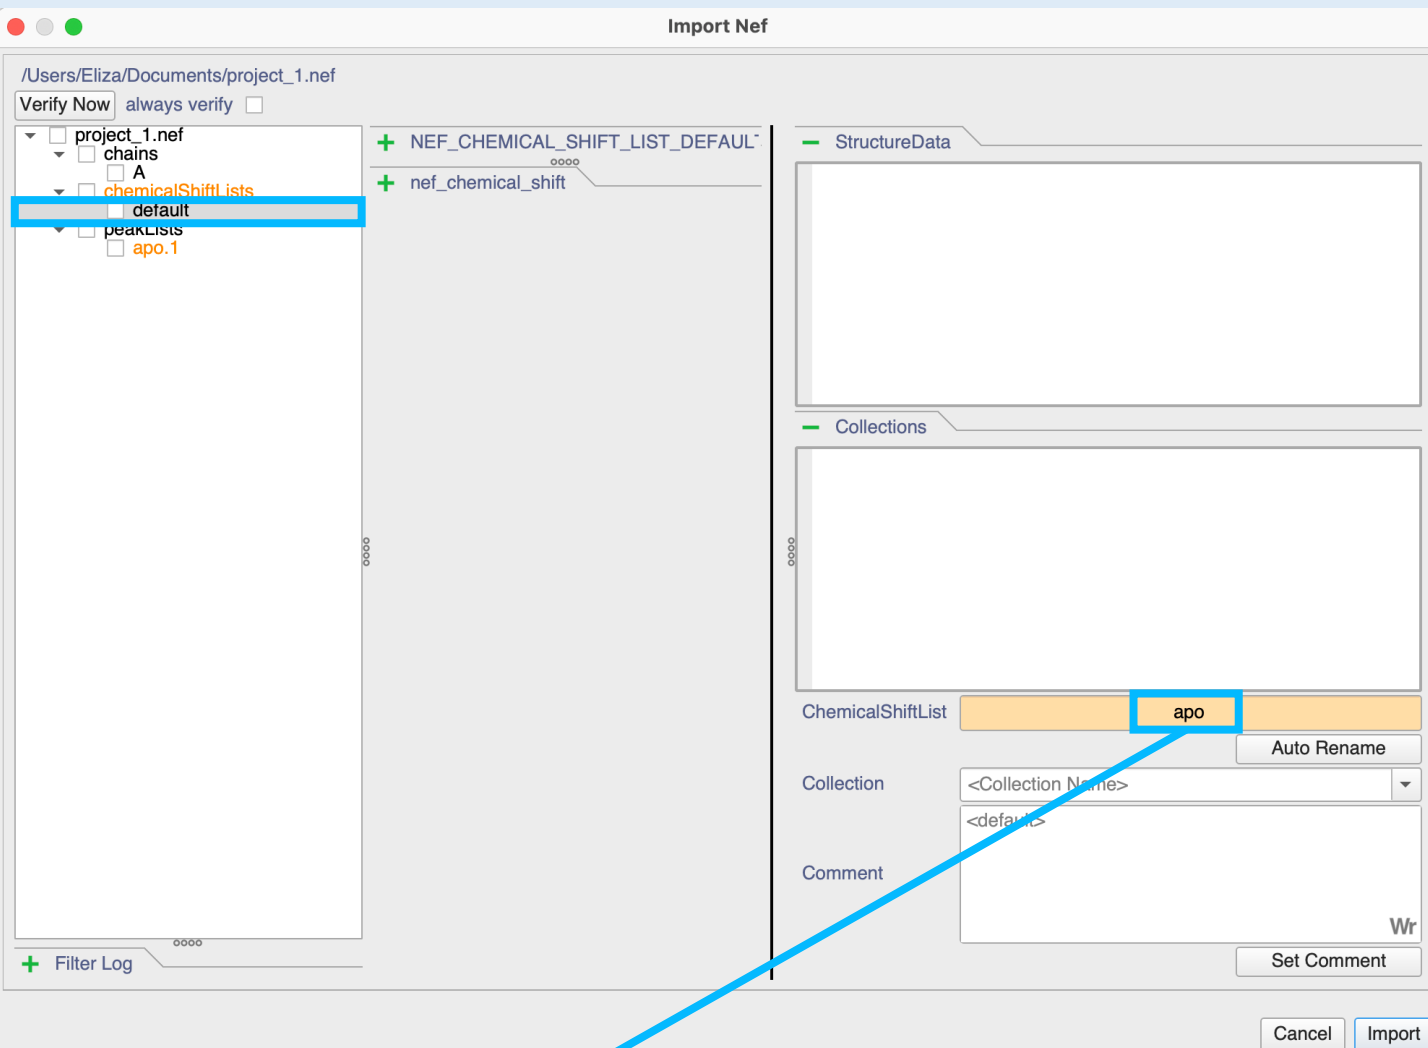 Import Nef
/Users/Eliza/Documents/project_1.nef
Verify Now always verify
project_1.nef
chains
A
chemicalShiftLists
default
peakLists
apo.1
Filter Log
NEF_CHEMICAL_SHIFT_LIST_DEFAUL
nef_chemical_shift
StructureData
Collections
ChemicalShiftList apo
Auto Rename
Collection <Collection Name>
Comment <default>
Wr
Set Comment
Cancel Import